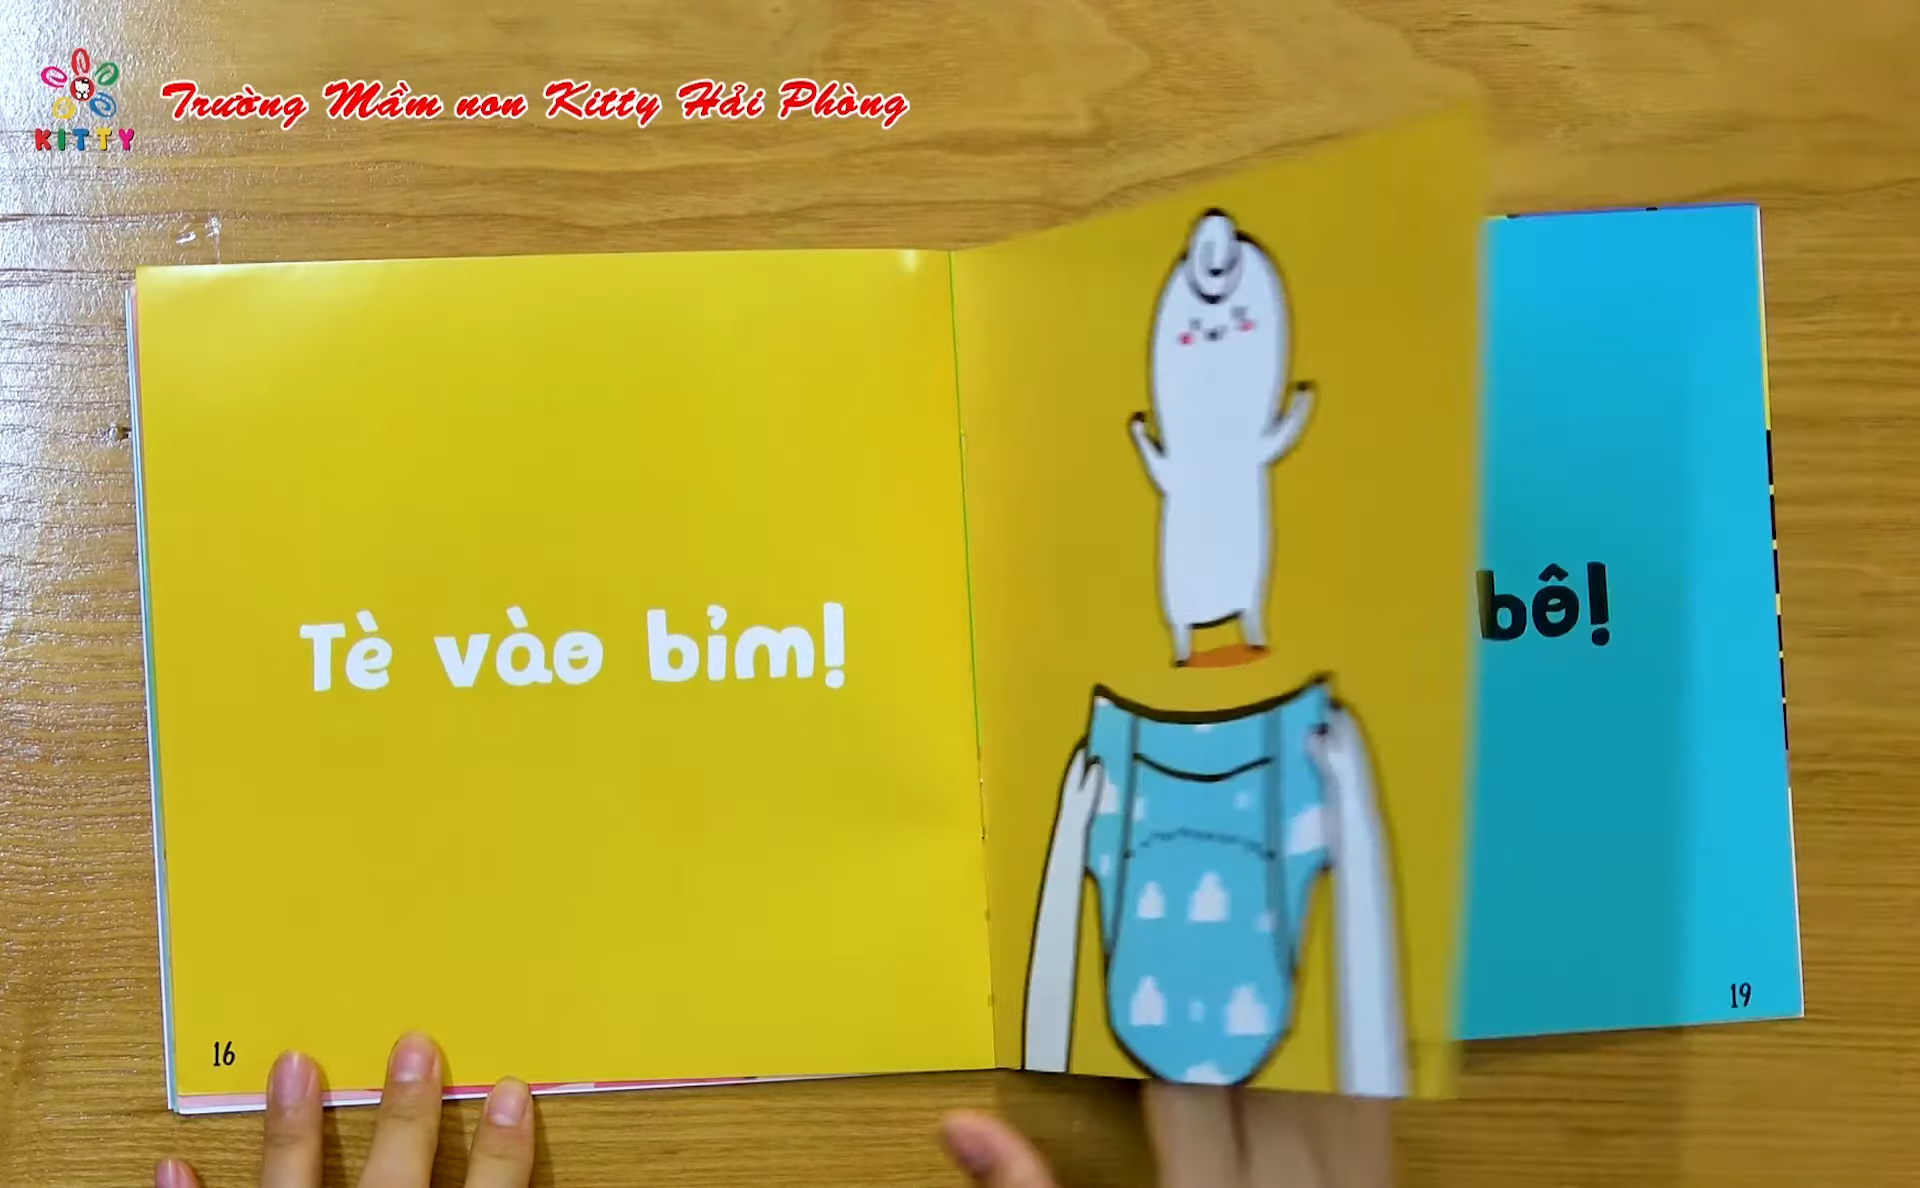 KITTY
Trường Mầm non Kitty Hải Phòng
Tè vào bỉm!
bô!
16
19